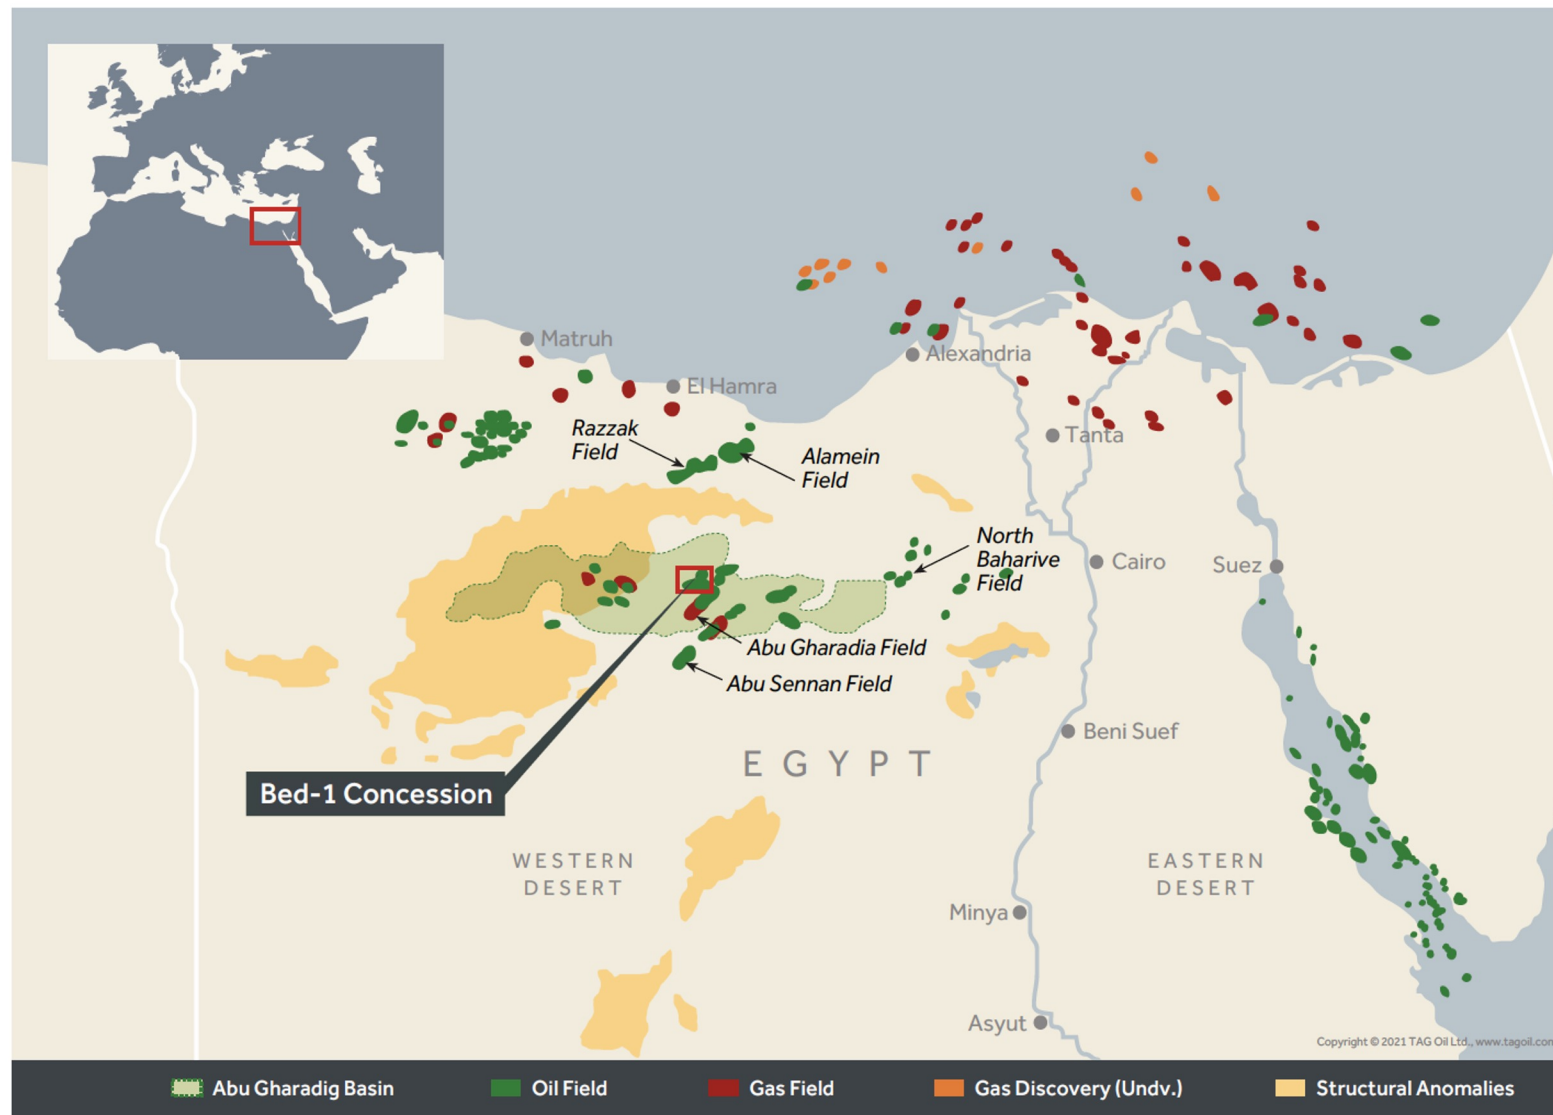 Matruh
El Hamra
Alexandria
Razzak
Field
Alamein
Field
Tanta
North
Baharive
Field
Cairo
Suez
Abu Gharadia Field
Abu Sennan Field
Beni Suef
EGYPT
Bed-1 Concession
WESTERN
DESERT
EASTERN
DESERT
Minya
Asyut
Copyright © 2021 TAG Oil Ltd., www.tagoil.com
Abu Gharadig Basin
Oil Field
Gas Field
Gas Discovery (Undv.)
Structural Anomalies